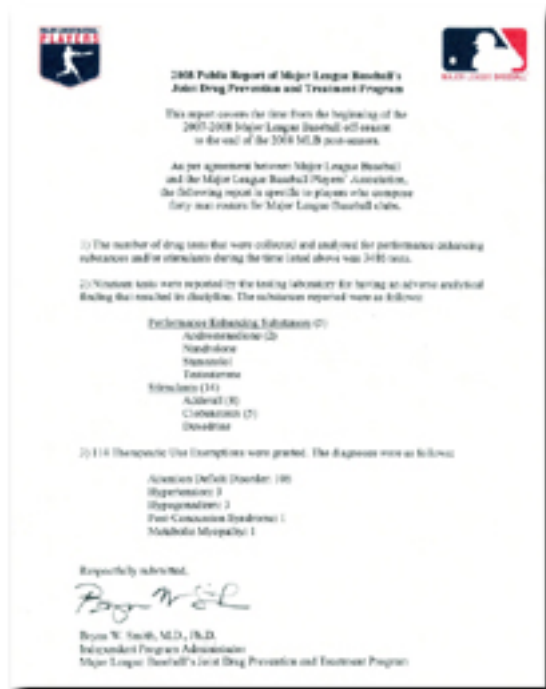 MAJOR LEAGUE BASEBALL
PLAYERS
MAJOR LEAGUE BASEBALL
2008 Public Report of Major League Baseball's
Joint Drug Prevention and Treatment Program
This report covers the time from the beginning of the
2007-2008 Major League Baseball off-season
to the end of the 2008 MLB post-season.
As per agreement between Major League Baseball
and the Major League Baseball Players' Association,
the following report is specific to players who compose
forty man rosters for Major League Baseball clubs.
1) The number of drug tests that were collected and analyzed for performance enhancing
substances and/or stimulants during the time listed above was 3486 tests.
2) Nineteen tests were reported by the testing laboratory for having an adverse analytical
finding that resulted in discipline. The substances reported were as follows:
Performance Enhancing Substances (5)
Androstenedione (2)
Nandrolone
Stanozolol
Testosterone
Stimulants (14)
Adderall (8)
Clobenzorex (5)
Dexedrine
3) 114 Therapeutic Use Exemptions were granted. The diagnoses were as follows:
Attention Deficit Disorder: 106
Hypertension: 3
Hypogonadism: 3
Post-Concussion Syndrome: 1
Metabolic Myopathy: 1
Respectfully submitted,
Bryan W. Smith, M.D., Ph.D.
Independent Program Administrator
Major League Baseball's Joint Drug Prevention and Treatment Program